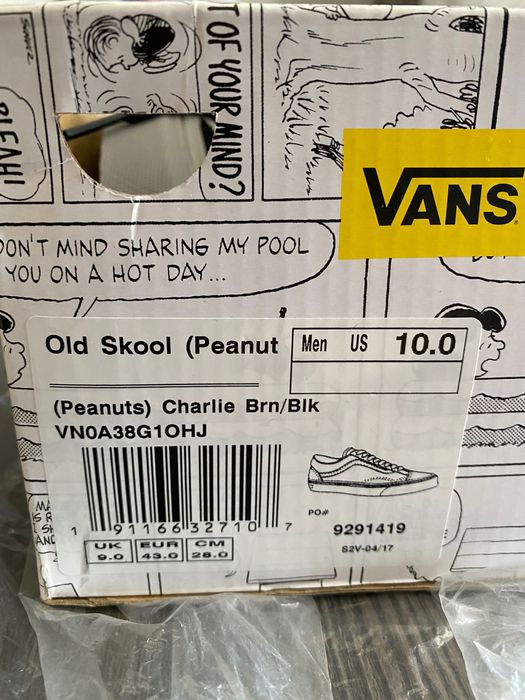 T OF YOUR MIND?
BLEAH!
VANS
DON'T MIND SHARING MY POOL
YOU ON A HOT DAY...
Old Skool (Peanut
Men US 10.0
(Peanuts) Charlie Brn/Blk
VN0A38G1OHJ
1 91166 32710 7
PO#
9291419
S2V-04/17
UK EUR CM
9.0 43.0 28.0